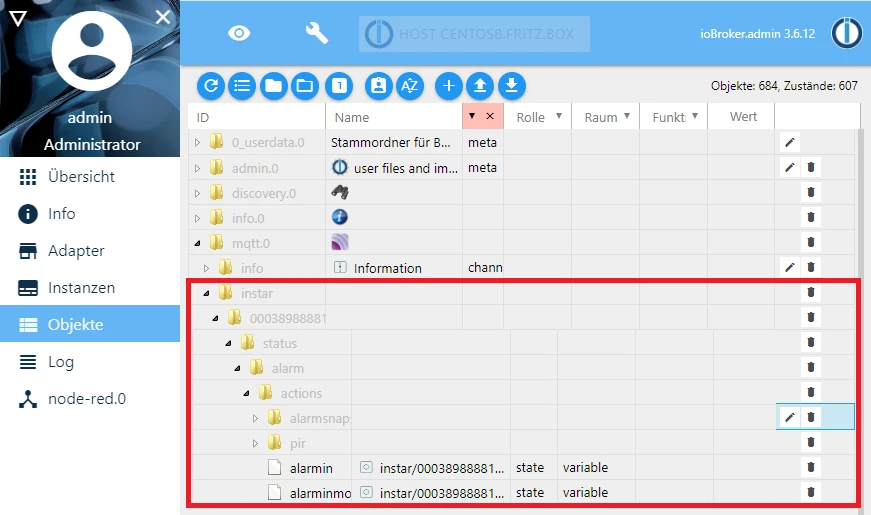 HOST CENTOS8.FRITZ.BOX
ioBroker.admin 3.6.12
admin
Administrator
Übersicht
Info
Adapter
Instanzen
Objekte
Log
node-red.0
1
AZ
Objekte: 684, Zustände: 607
ID Name Rolle Raum Funkt Wert
0_userdata.0 Stammordner für B... meta
admin.0 user files and im... meta
discovery.0
info.0
mqtt.0
info Information chann
instar
00038988881
status
alarm
actions
alarmsnap
pir
alarmin instar/00038988881... state variable
alarminmo instar/00038988881... state variable